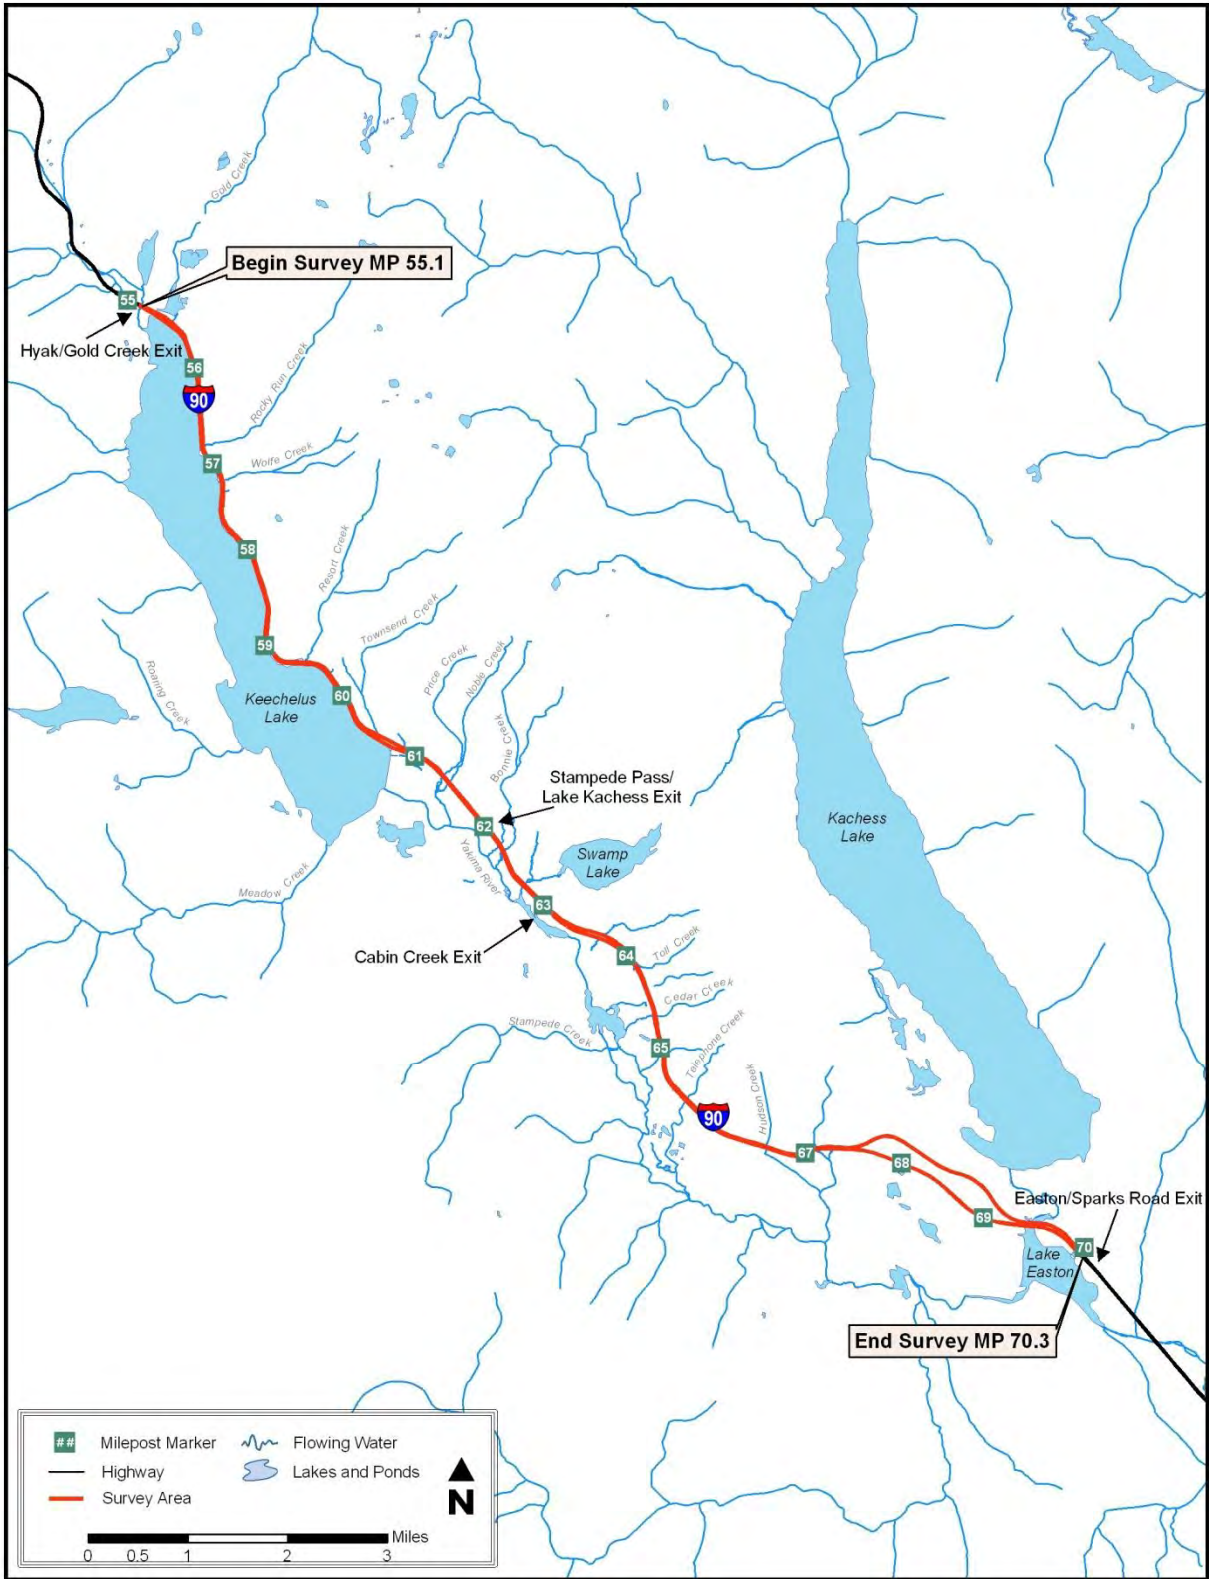 Gold Creek
Begin Survey MP 55.1
55
Hyak/Gold Creek Exit
56
90
Rocky Run Creek
57
Wolfe Creek
58
Resort Creek
Townsend Creek
59
Roaring Creek
Keechelus
Lake
60
Price Creek
Noble Creek
Bonnie Creek
61
Stampede Pass/
Lake Kachess Exit
62
Kachess
Lake
Yakima River
Swamp
Lake
Meadow Creek
63
Cabin Creek Exit
64
Toll Creek
Cedar Creek
Stampede Creek
65
Telephone Creek
90
Hudson Creek
67
68
69
Easton/Sparks Road Exit
70
Lake
Easton
End Survey MP 70.3
## Milepost Marker
Flowing Water
Highway
Lakes and Ponds
Survey Area
N
Miles
0 0.5 1 2 3